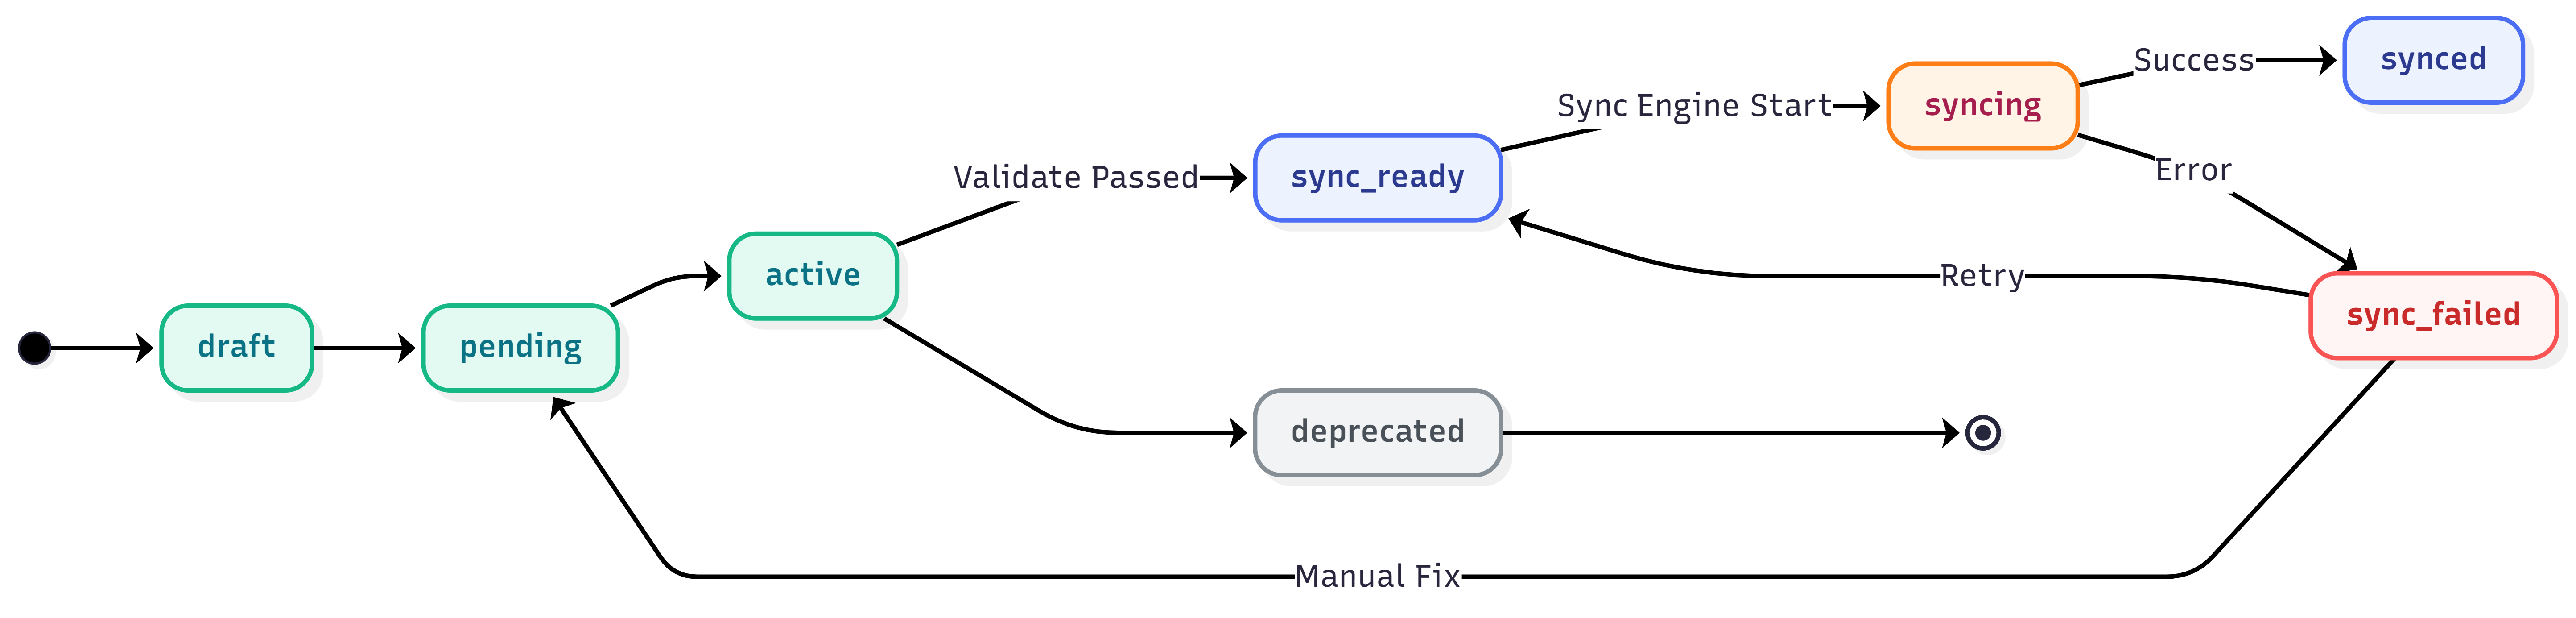 draft
pending
active
Validate Passed
sync_ready
Sync Engine Start
syncing
Success
synced
Error
sync_failed
Retry
deprecated
Manual Fix